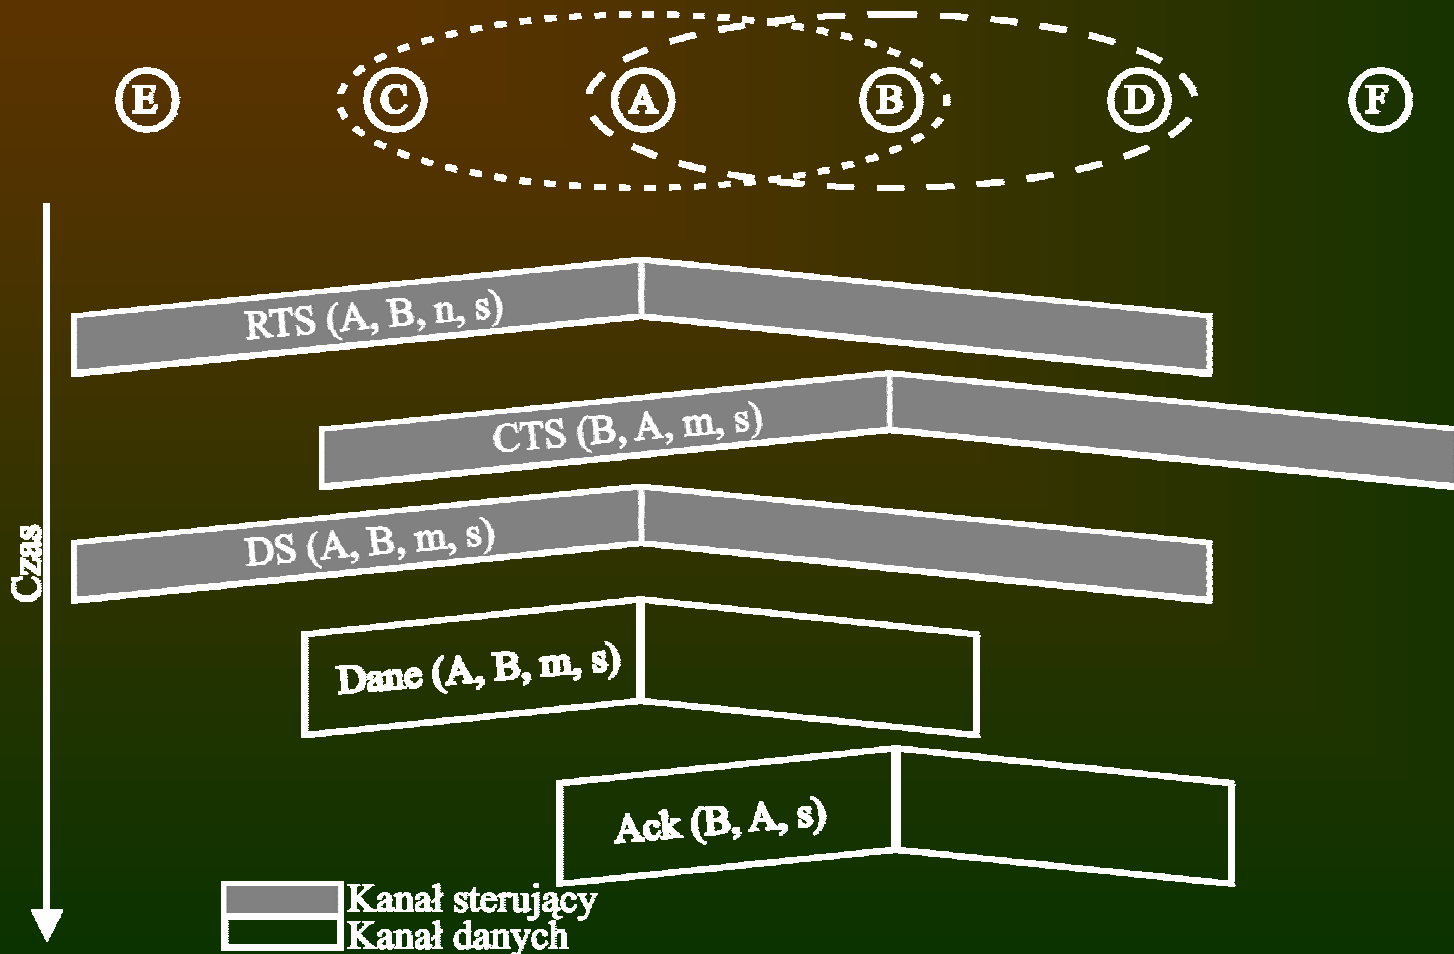 E C A B D F
RTS (A, B, n, s)
CTS (B, A, m, s)
DS (A, B, m, s)
Czas
Dane (A, B, m, s)
Ack (B, A, s)
Kanał sterujący
Kanał danych